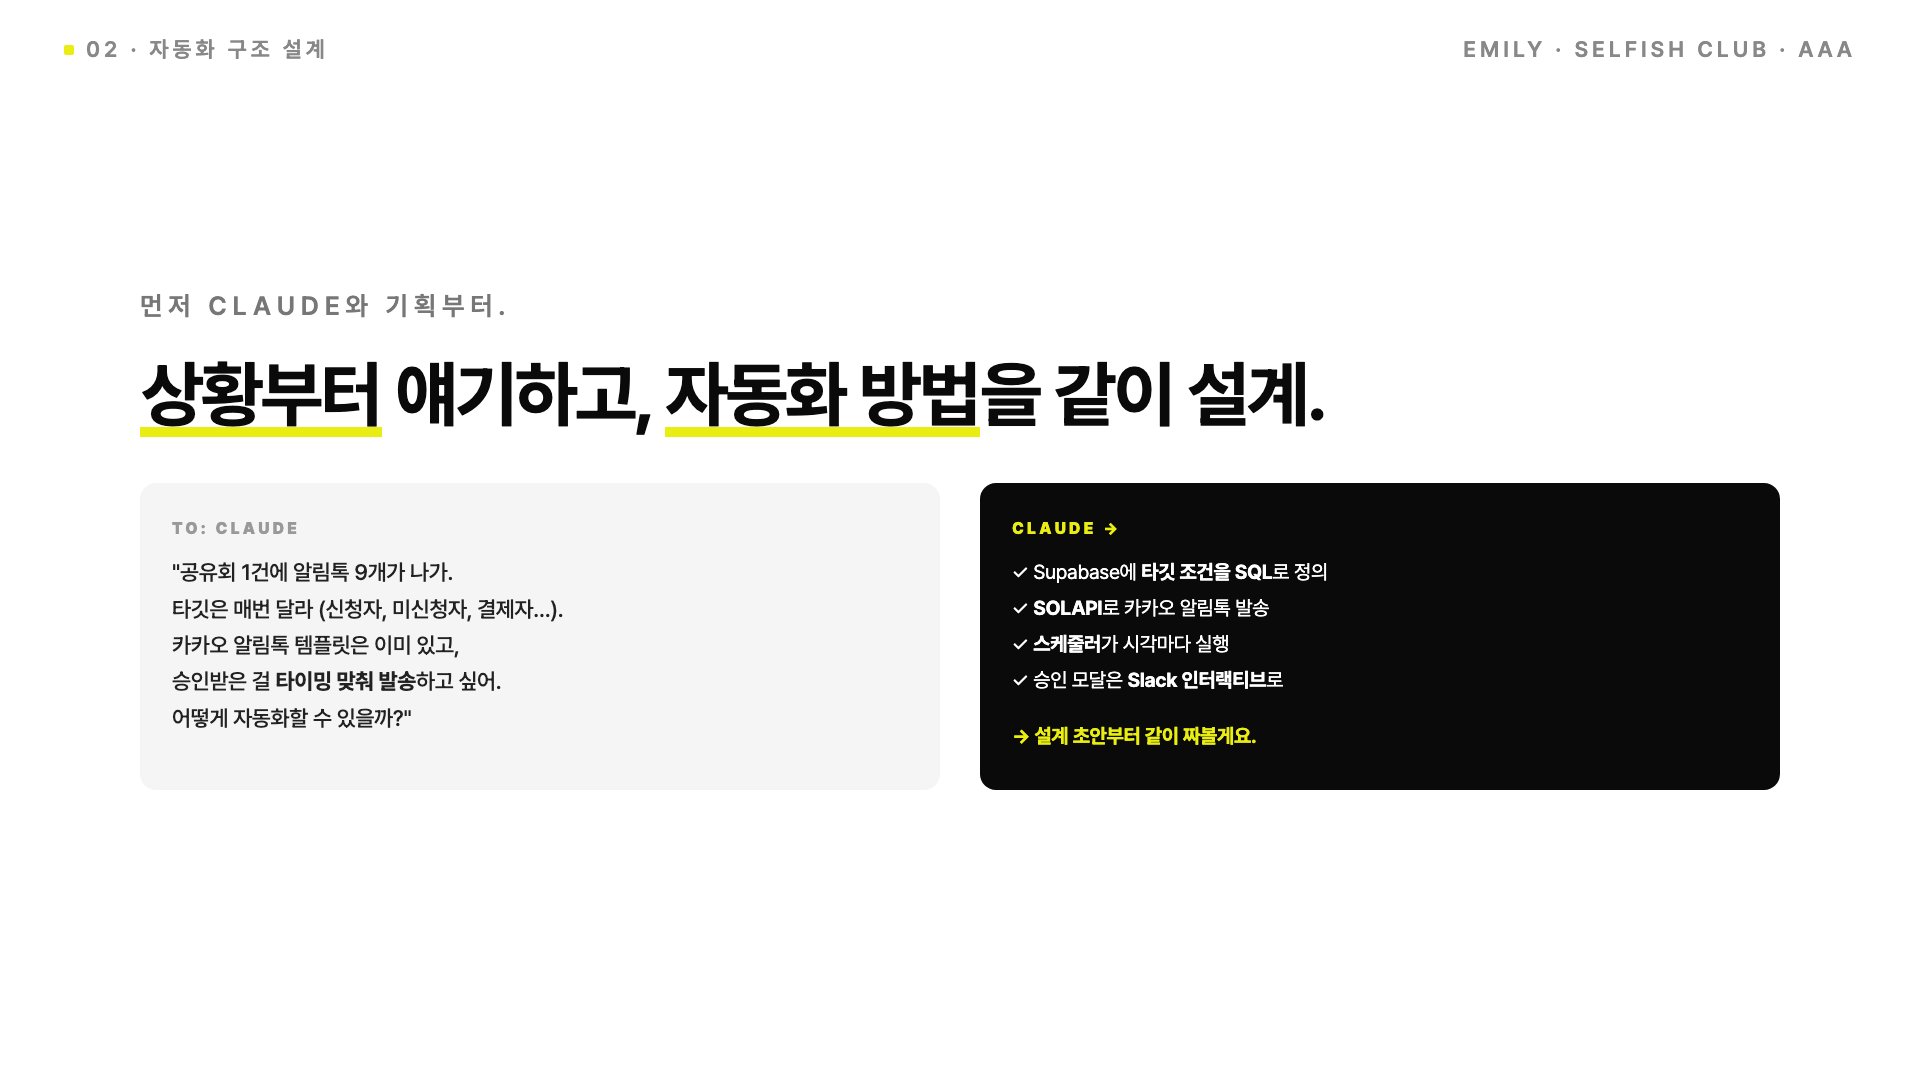 02 · 자동화 구조 설계
EMILY · SELFISH CLUB · AAA
먼저 CLAUDE와 기획부터.
상황부터 얘기하고, 자동화 방법을 같이 설계.
TO: CLAUDE
"공유회 1건에 알림톡 9개가 나가.
타깃은 매번 달라 (신청자, 미신청자, 결제자...).
카카오 알림톡 템플릿은 이미 있고,
승인받은 걸 타이밍 맞춰 발송하고 싶어.
어떻게 자동화할 수 있을까?"
CLAUDE →
✓ Supabase에 타깃 조건을 SQL로 정의
✓ SOLAPI로 카카오 알림톡 발송
✓ 스케줄러가 시각마다 실행
✓ 승인 모달은 Slack 인터랙티브로
→ 설계 초안부터 같이 짜볼게요.